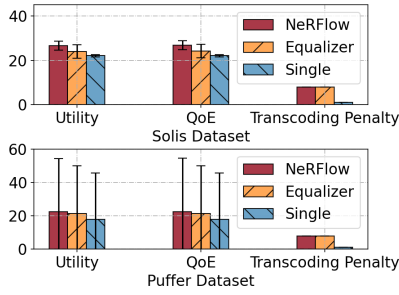 40
20
0
NeRFlow
Equalizer
Single
Utility QoE Transcoding Penalty
Solis Dataset
60
40
20
0
NeRFlow
Equalizer
Single
Utility QoE Transcoding Penalty
Puffer Dataset